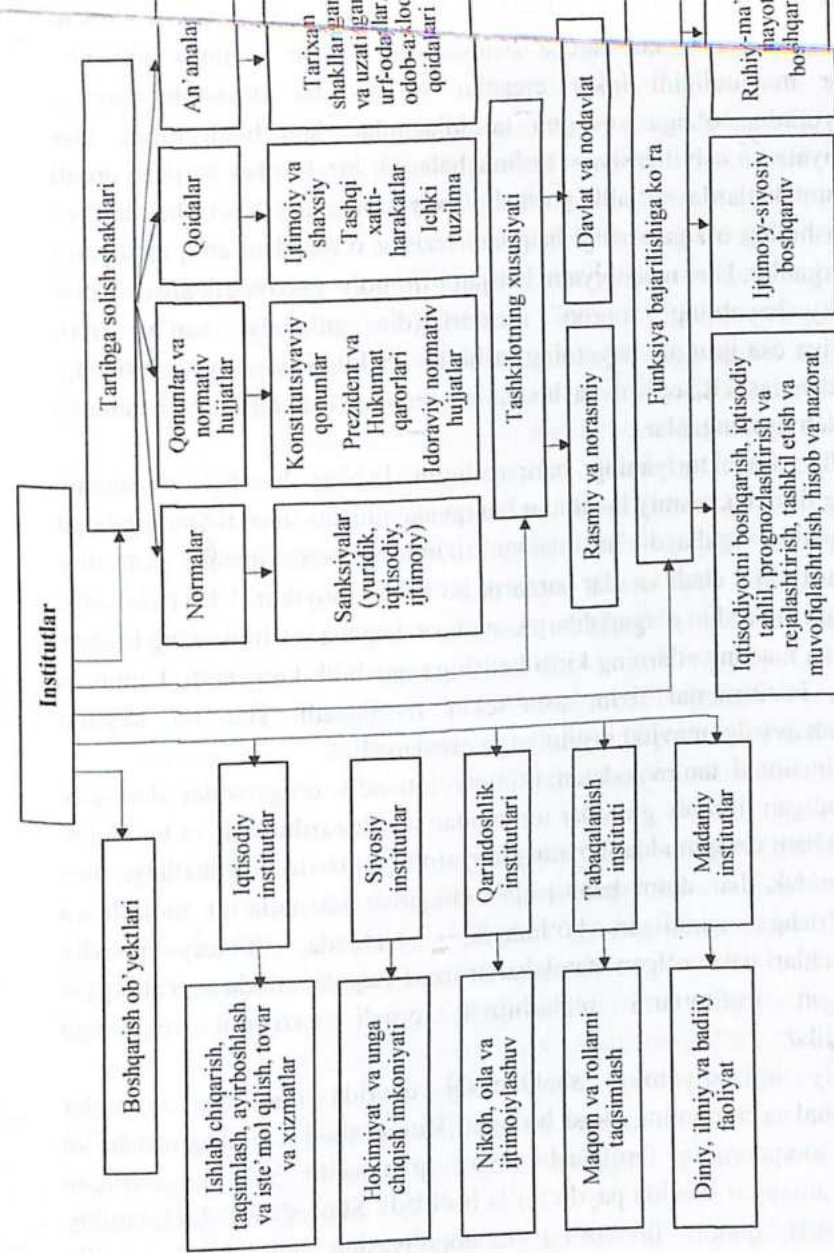 Institutlar
Boshqarish ob’yektlari
Tartibga solish shakllari
Iqtisodiy
institutlar
Ishlab chiqarish,
taqsimlash, ayirboshlash
va iste’mol qilish, tovar
va xizmatlar
Siyosiy
institutlar
Hokimiyat va unga
chiqish imkoniyati
Qarindoshlik
institutlari
Nikoh, oila va
ijtimoiylashuv
Tabaqalanish
instituti
Maqom va rollarni
taqsimlash
Madaniy
institutlar
Diniy, ilmiy va badiiy
faoliyat
Normalar
Sanksiyalar
(yuridik,
iqtisodiy,
ijtimoiy)
Qonunlar va
normativ
hujjatlar
Konstitutsiyaviy
qonunlar
Prezident va
Hukumat
qarorlari
Idoraviy normativ
hujjatlar
Qoidalar
Ijtimoiy va
shaxsiy
Tashqi
xatti-
harakatlar
Ichki
tuzilma
An’analar
Tarixan
shakllangan
va uzatilgan
urf-odatlar,
odob-axloq
qoidalari
Tashkilotning xususiyati
Rasmiy va norasmiy
Davlat va nodavlat
Funksiya bajarilishiga ko’ra
Iqtisodiyotni boshqarish, iqtisodiy
tahlil, prognozlashtirish va
rejalashtirish, tashkil etish va
muvofiqlashtirish, hisob va nazorat
Ijtimoiy-siyosiy
boshqaruv
Ruhiy-ma’
hayot
boshqar